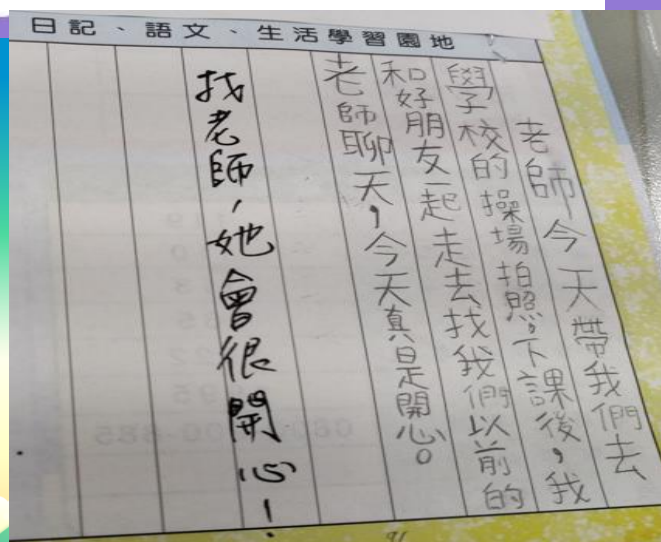 日記、語文、生活學習園地
老師今天帶我們去
學校的操場拍照。下課後，我
和好朋友一起走去找我們以前的
老師聊天，今天真是開心。
找老師，她會很開心！